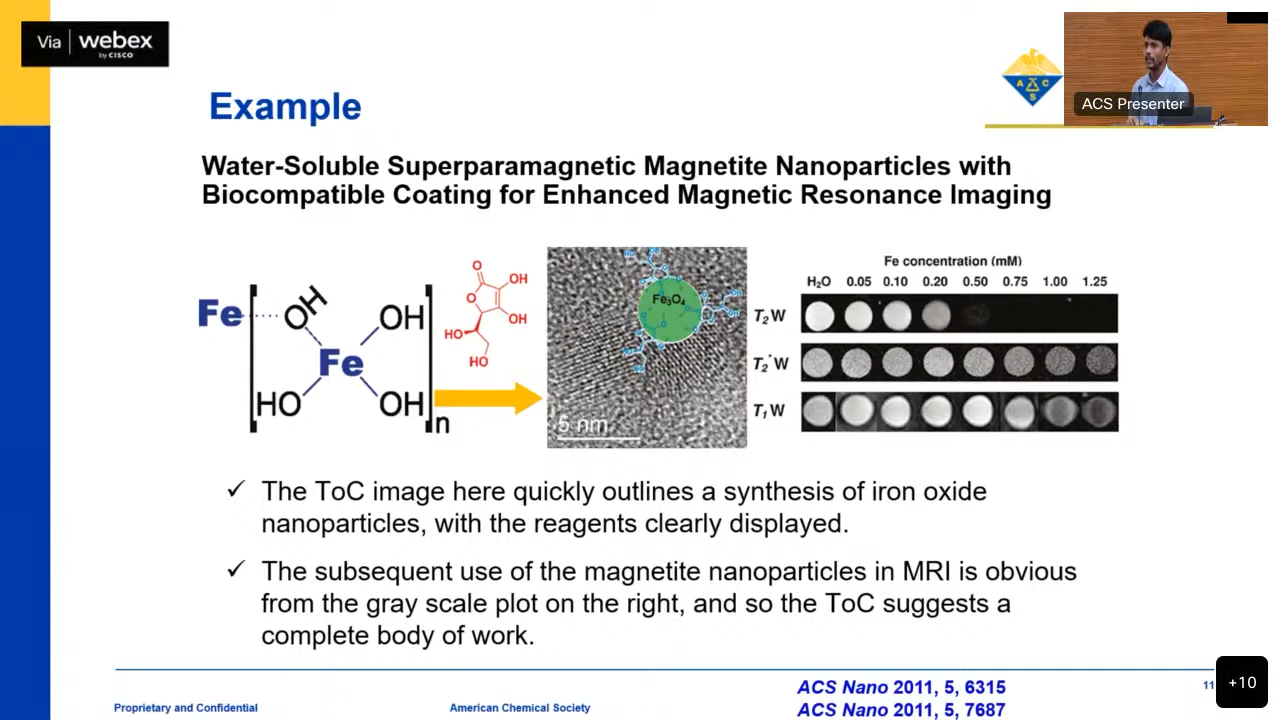 Via webex
by CISCO
A C S
ACS Presenter
Example
Water-Soluble Superparamagnetic Magnetite Nanoparticles with
Biocompatible Coating for Enhanced Magnetic Resonance Imaging
Fe
OH
OH
Fe
HO
OH
n
O
OH
O
OH
HO
HO
Fe₃O₄
5 nm
Fe concentration (mM)
H₂O 0.05 0.10 0.20 0.50 0.75 1.00 1.25
T₂W
T₂*W
T₁W
✓ The ToC image here quickly outlines a synthesis of iron oxide
nanoparticles, with the reagents clearly displayed.
✓ The subsequent use of the magnetite nanoparticles in MRI is obvious
from the gray scale plot on the right, and so the ToC suggests a
complete body of work.
Proprietary and Confidential
American Chemical Society
ACS Nano 2011, 5, 6315
ACS Nano 2011, 5, 7687
11
+10